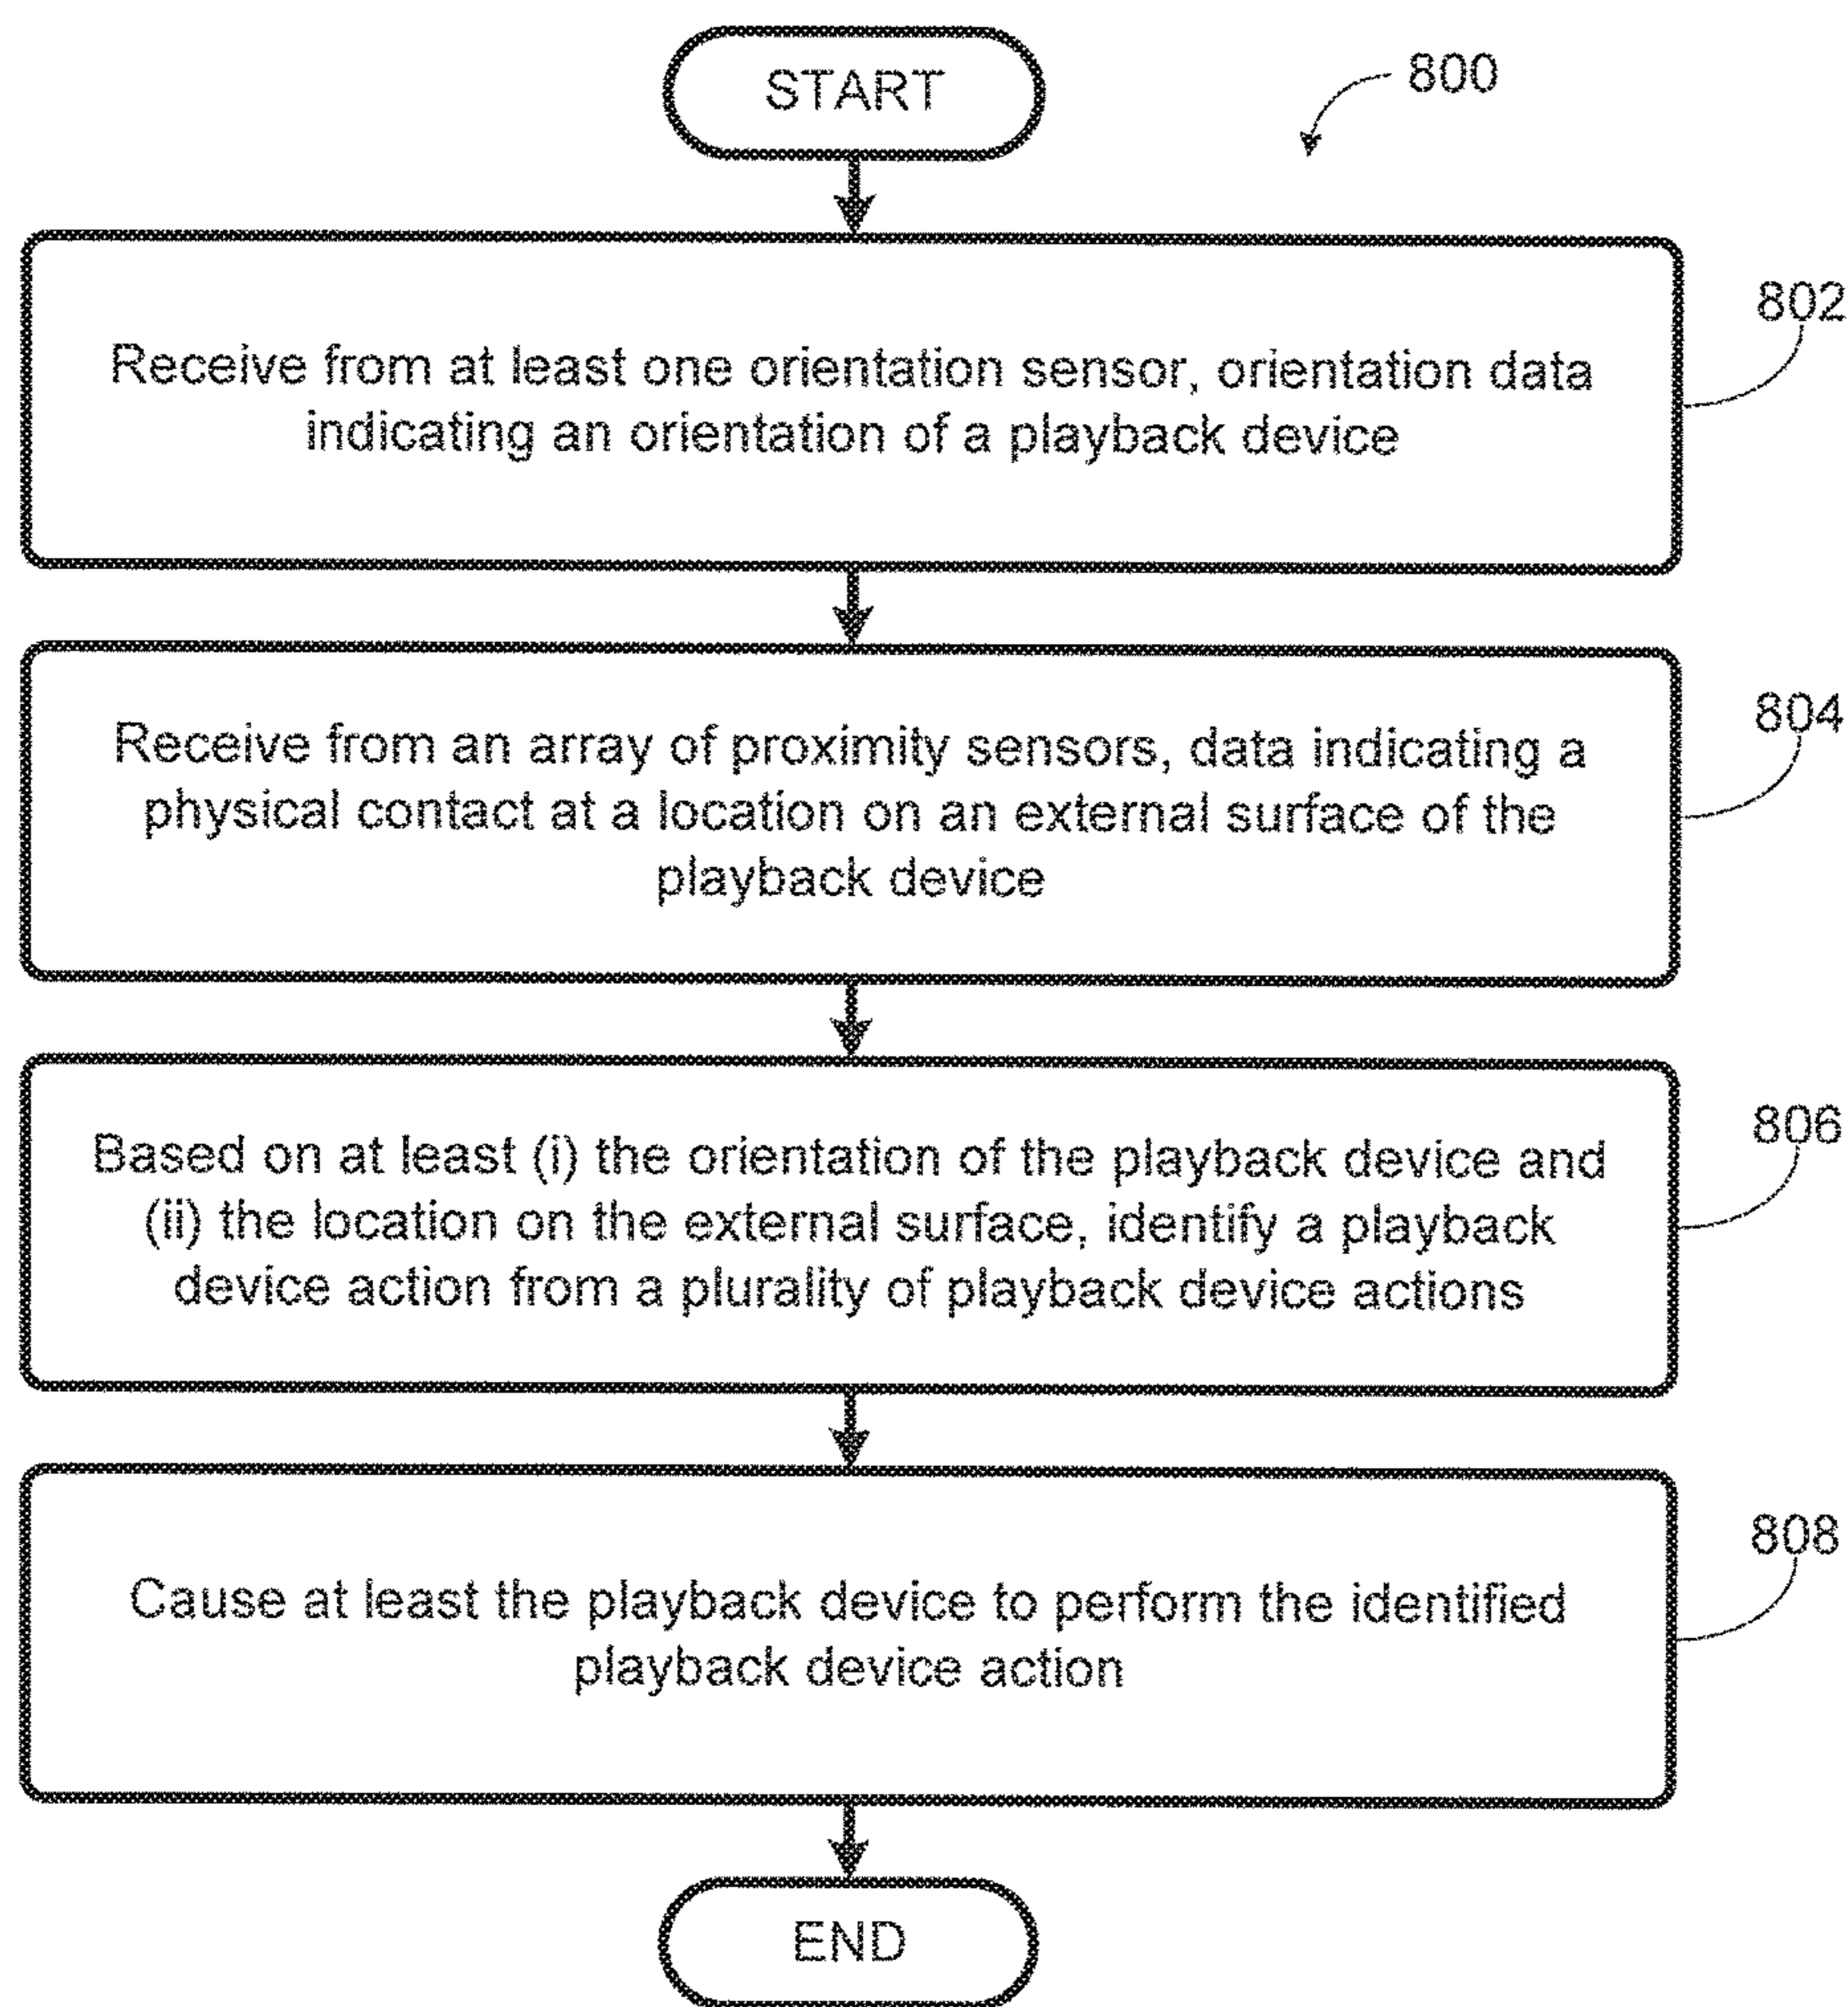 START
800
802
Receive from at least one orientation sensor, orientation data
indicating an orientation of a playback device
804
Receive from an array of proximity sensors, data indicating a
physical contact at a location on an external surface of the
playback device
806
Based on at least (i) the orientation of the playback device and
(ii) the location on the external surface, identify a playback
device action from a plurality of playback device actions
808
Cause at least the playback device to perform the identified
playback device action
END